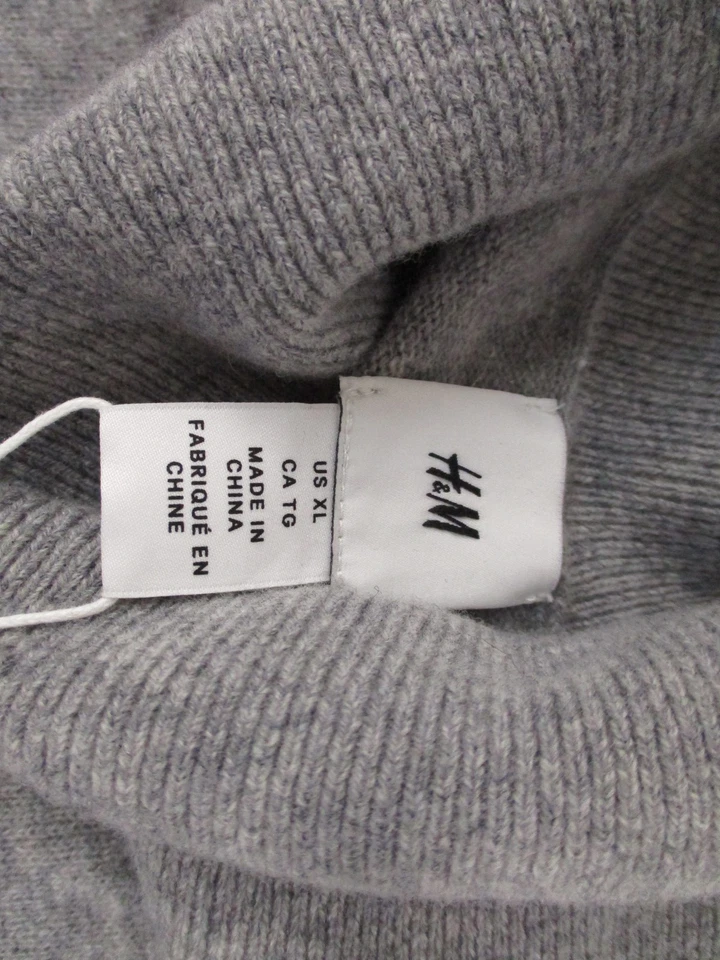 H&M
US XL
CA TG
MADE IN
CHINA
FABRIQUÉ EN
CHINE